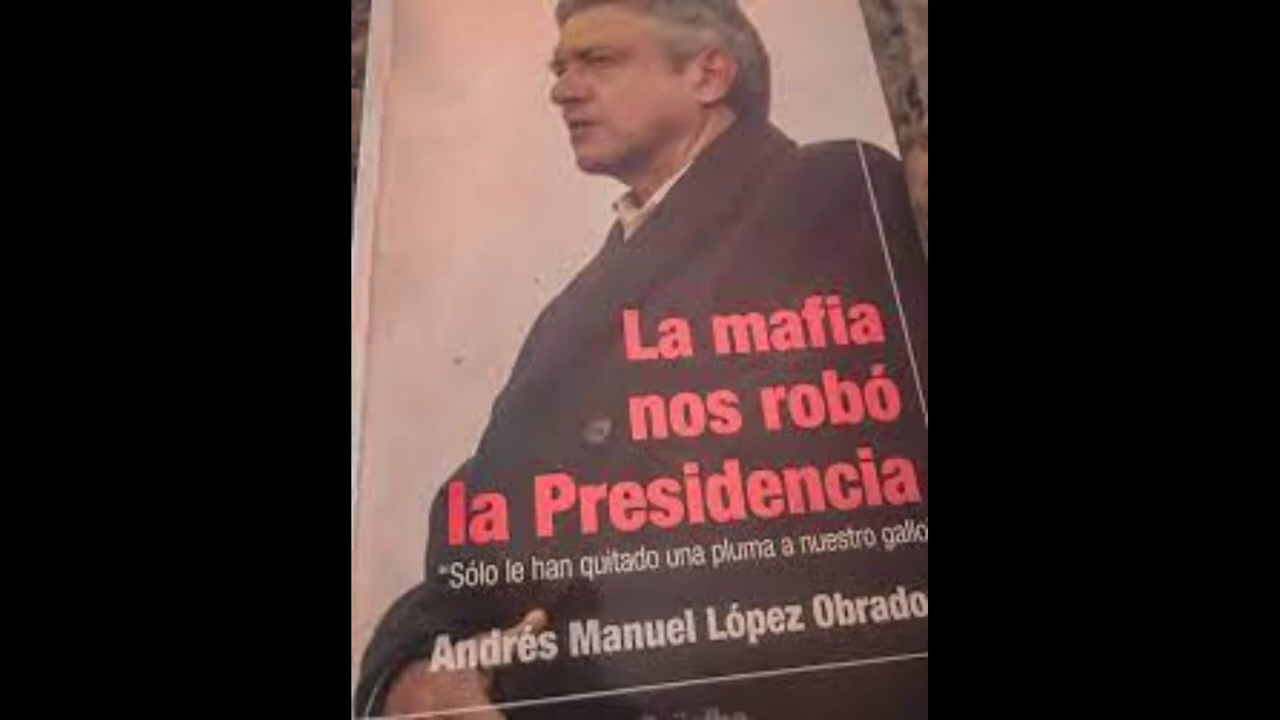 La mafia
nos robó
la Presidencia
"Sólo le han quitado una pluma a nuestro gallo
Andrés Manuel López Obrado